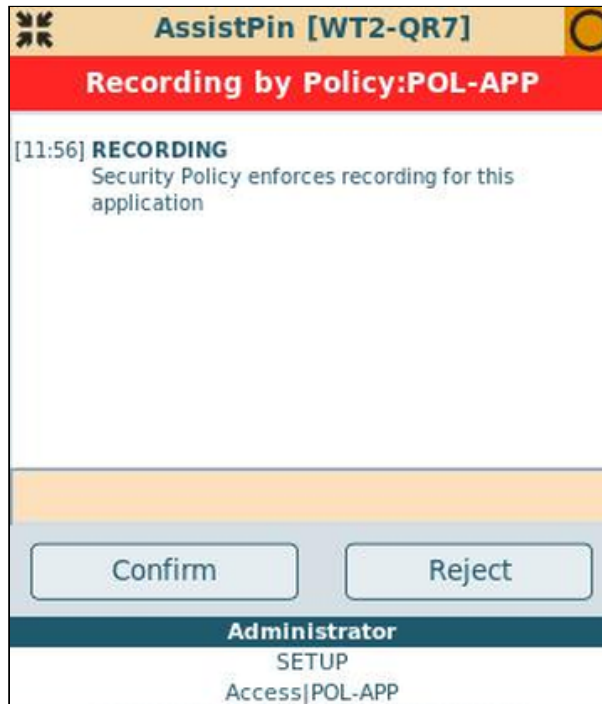 AssistPin [WT2-QR7]
Recording by Policy:POL-APP
[11:56] RECORDING
Security Policy enforces recording for this
application
Confirm
Reject
Administrator
SETUP
Access|POL-APP